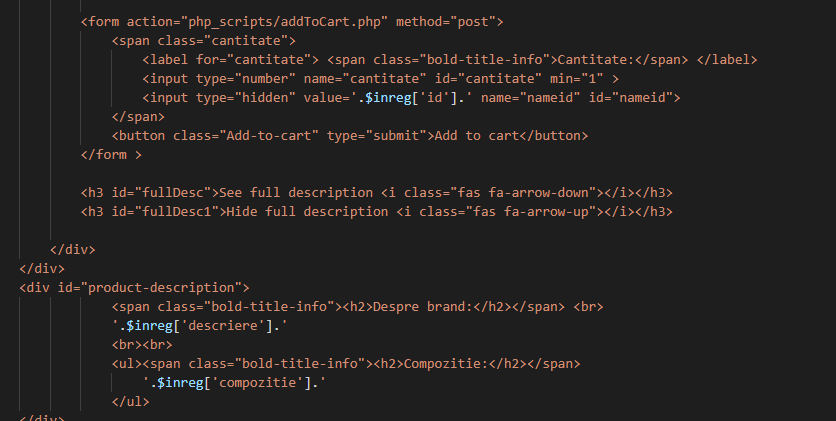 <form action="php_scripts/addToCart.php" method="post">
<span class="cantitate">
<label for="cantitate"> <span class="bold-title-info">Cantitate:</span> </label>
<input type="number" name="cantitate" id="cantitate" min="1" >
<input type="hidden" value='.$inreg['id'].' name="nameid" id="nameid">
</span>
<button class="Add-to-cart" type="submit">Add to cart</button>
</form >
<h3 id="fullDesc">See full description <i class="fas fa-arrow-down"></i></h3>
<h3 id="fullDesc1">Hide full description <i class="fas fa-arrow-up"></i></h3>
</div>
</div>
<div id="product-description">
<span class="bold-title-info"><h2>Despre brand:</h2></span> <br>
'.$inreg['descriere'].'
<br><br>
<ul><span class="bold-title-info"><h2>Compozitie:</h2></span>
'.$inreg['compozitie'].'
</ul>
</div>